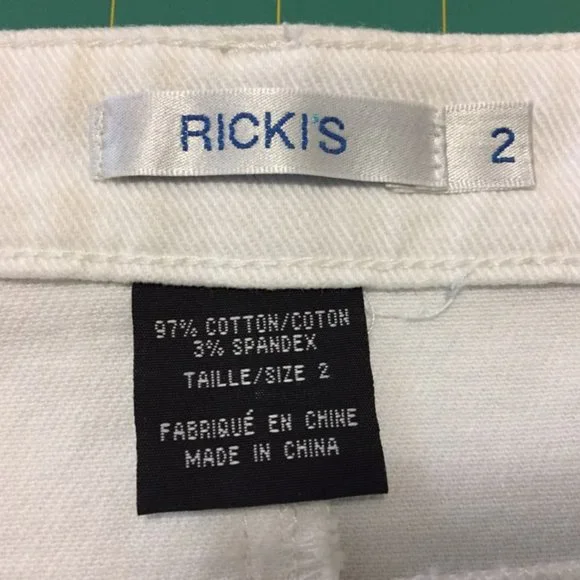 RICKI'S
2
97% COTTON/COTON
3% SPANDEX
TAILLE/SIZE 2
FABRIQUÉ EN CHINE
MADE IN CHINA